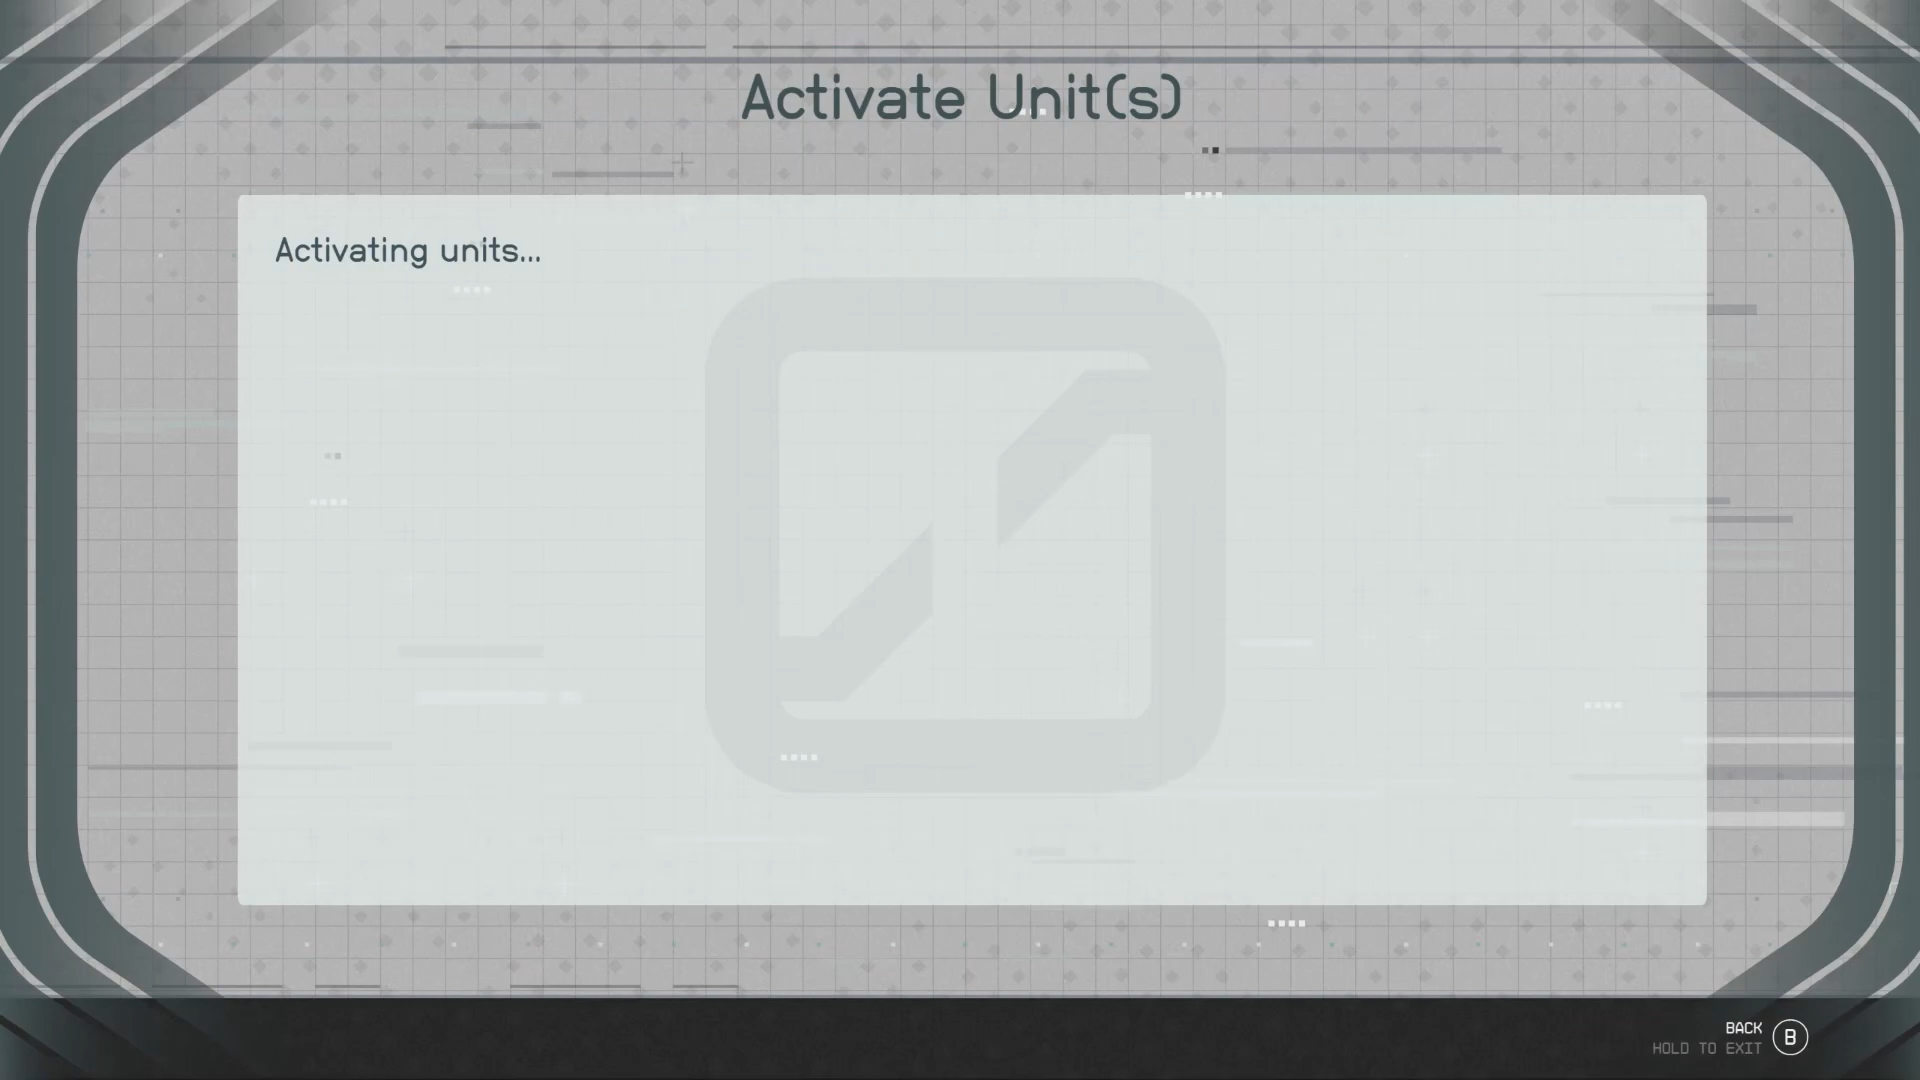 Activate Unit(s)
Activating units...
BACK
HOLD TO EXIT
B